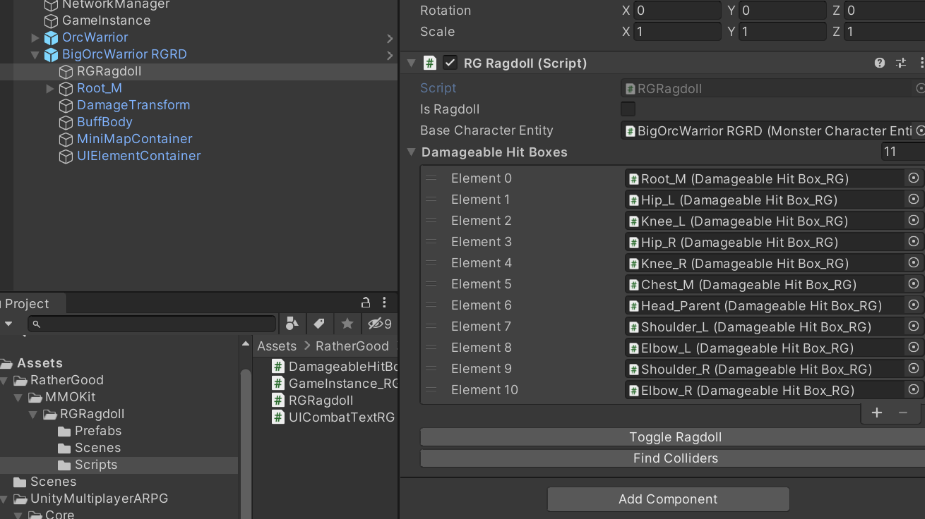 NetworkManager
GameInstance
OrcWarrior
BigOrcWarrior RGRD
RGRagdoll
Root_M
DamageTransform
BuffBody
MiniMapContainer
UIElementContainer
Project
9
Assets
RatherGood
MMOKit
RGRagdoll
Prefabs
Scenes
Scripts
Scenes
UnityMultiplayerARPG
Core
Assets > RatherGood
DamageableHitBo
GameInstance_RG
RGRagdoll
UICombatTextRG
Rotation X 0 Y 0 Z 0
Scale X 1 Y 1 Z 1
# RG Ragdoll (Script)
Script RGRagdoll
Is Ragdoll
Base Character Entity BigOrcWarrior RGRD (Monster Character Enti
Damageable Hit Boxes 11
Element 0 Root_M (Damageable Hit Box_RG)
Element 1 Hip_L (Damageable Hit Box_RG)
Element 2 Knee_L (Damageable Hit Box_RG)
Element 3 Hip_R (Damageable Hit Box_RG)
Element 4 Knee_R (Damageable Hit Box_RG)
Element 5 Chest_M (Damageable Hit Box_RG)
Element 6 Head_Parent (Damageable Hit Box_RG)
Element 7 Shoulder_L (Damageable Hit Box_RG)
Element 8 Elbow_L (Damageable Hit Box_RG)
Element 9 Shoulder_R (Damageable Hit Box_RG)
Element 10 Elbow_R (Damageable Hit Box_RG)
+ −
Toggle Ragdoll
Find Colliders
Add Component